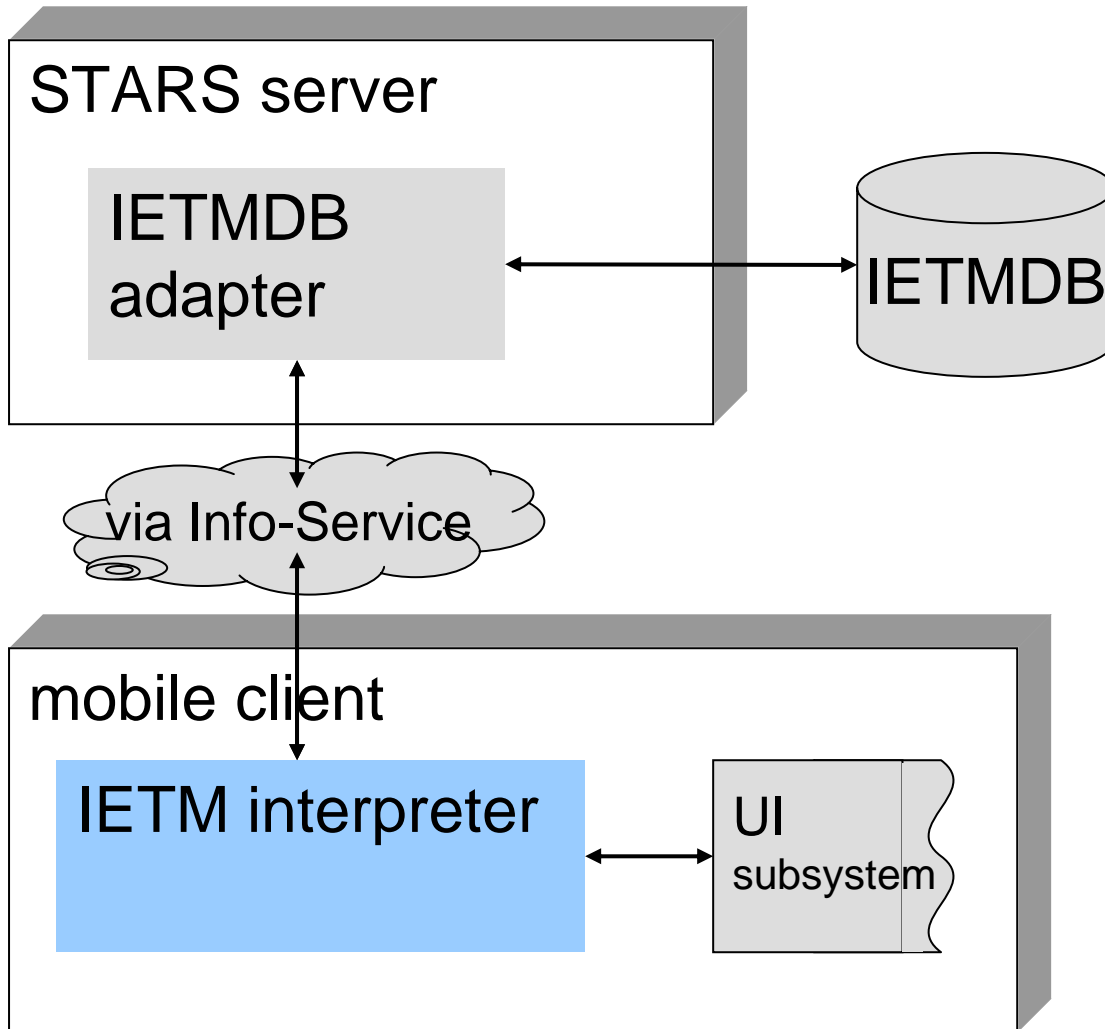 STARS server
IETMDB
adapter
IETMDB
via Info-Service
mobile client
IETM interpreter
UI
subsystem